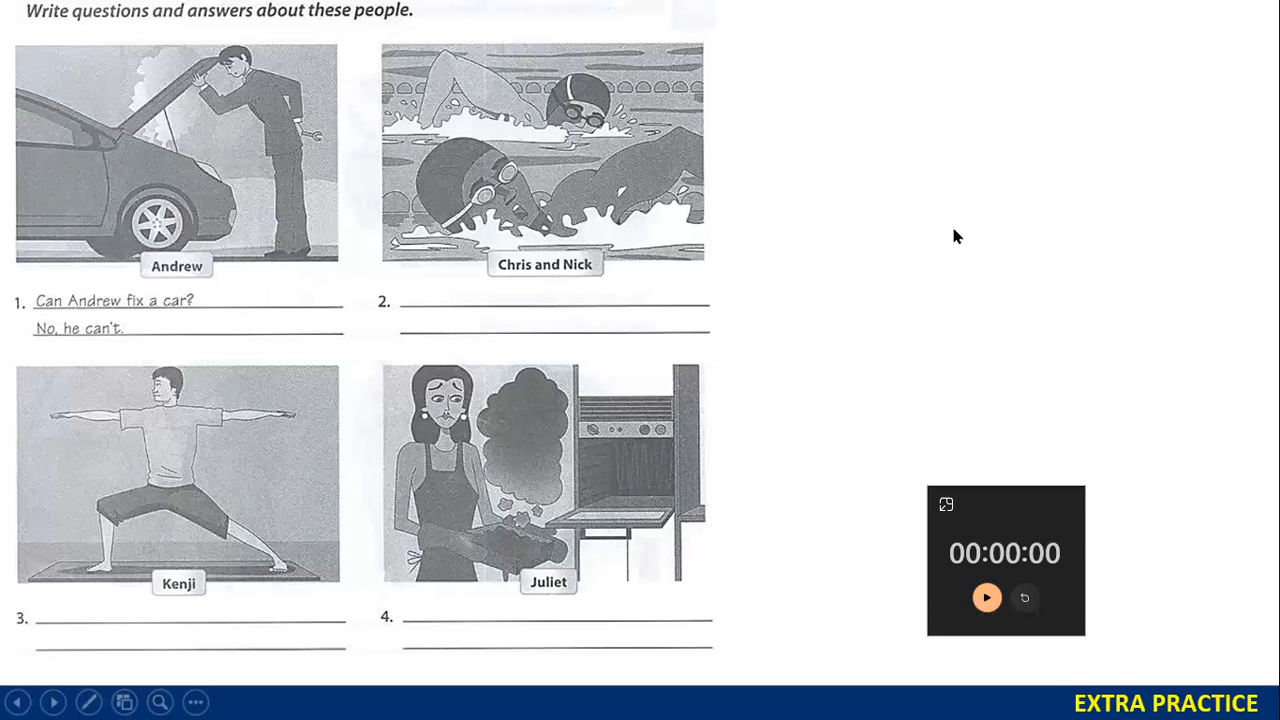 Write questions and answers about these people.
Andrew
Chris and Nick
1. Can Andrew fix a car?
No, he can't.
2.
Kenji
Juliet
3.
4.
00:00:00
EXTRA PRACTICE